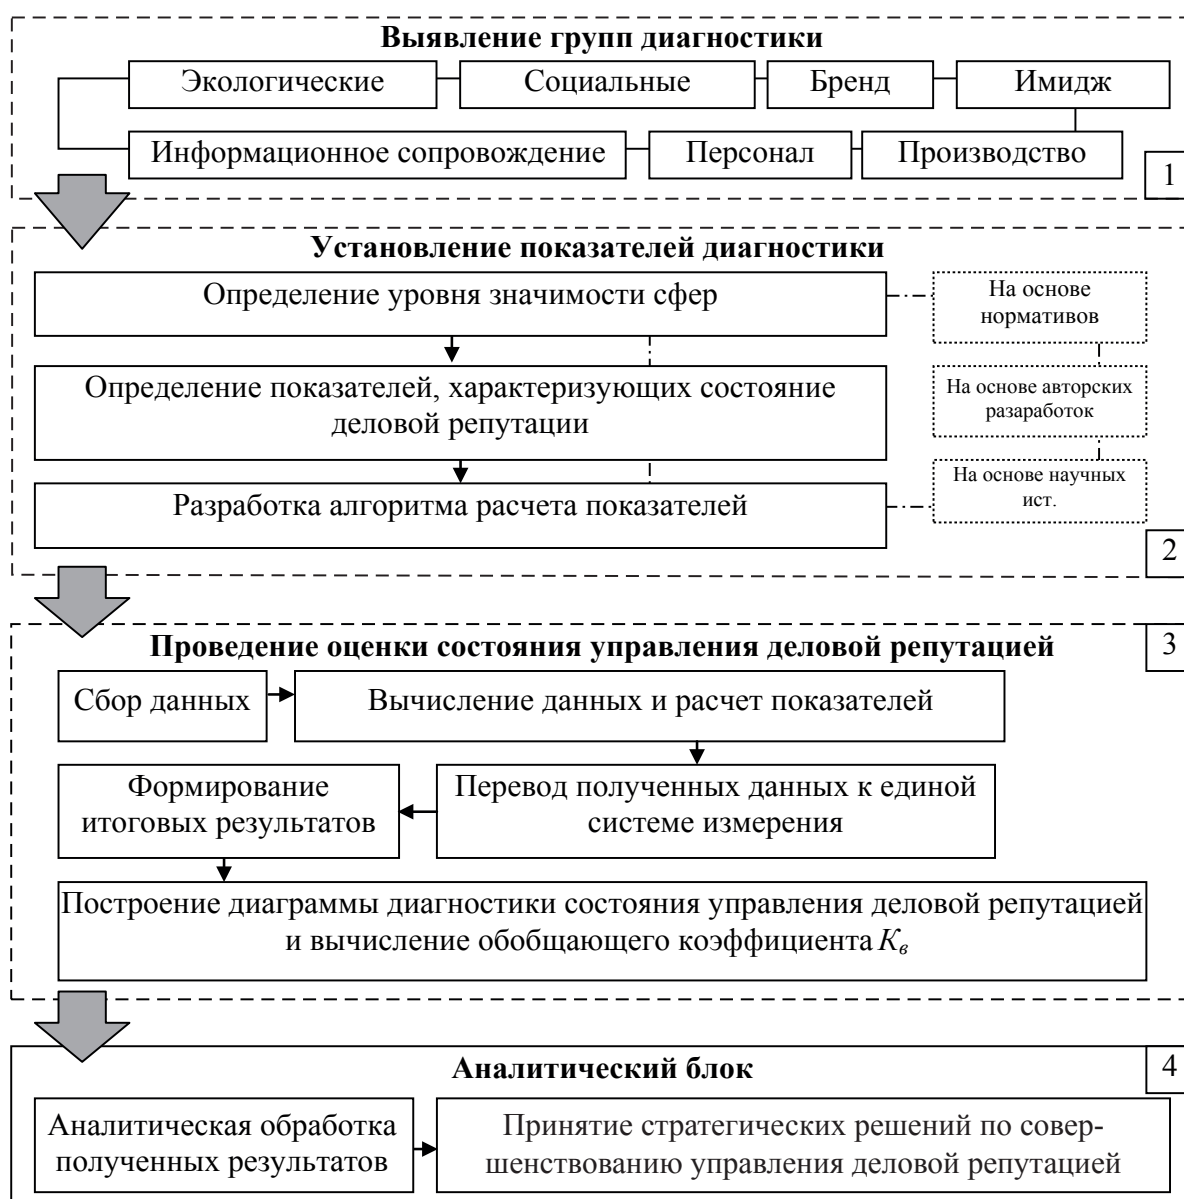 Выявление групп диагностики
Экологические
Социальные
Бренд
Имидж
Информационное сопровождение
Персонал
Производство
1
Установление показателей диагностики
Определение уровня значимости сфер
На основе
нормативов
Определение показателей, характеризующих состояние
деловой репутации
На основе авторских
разаработок
Разработка алгоритма расчета показателей
На основе научных
ист.
2
Проведение оценки состояния управления деловой репутацией
3
Сбор данных
Вычисление данных и расчет показателей
Формирование
итоговых результатов
Перевод полученных данных к единой
системе измерения
Построение диаграммы диагностики состояния управления деловой репутацией
и вычисление обобщающего коэффициента Kв
Аналитический блок
4
Аналитическая обработка
полученных результатов
Принятие стратегических решений по совер-
шенствованию управления деловой репутацией